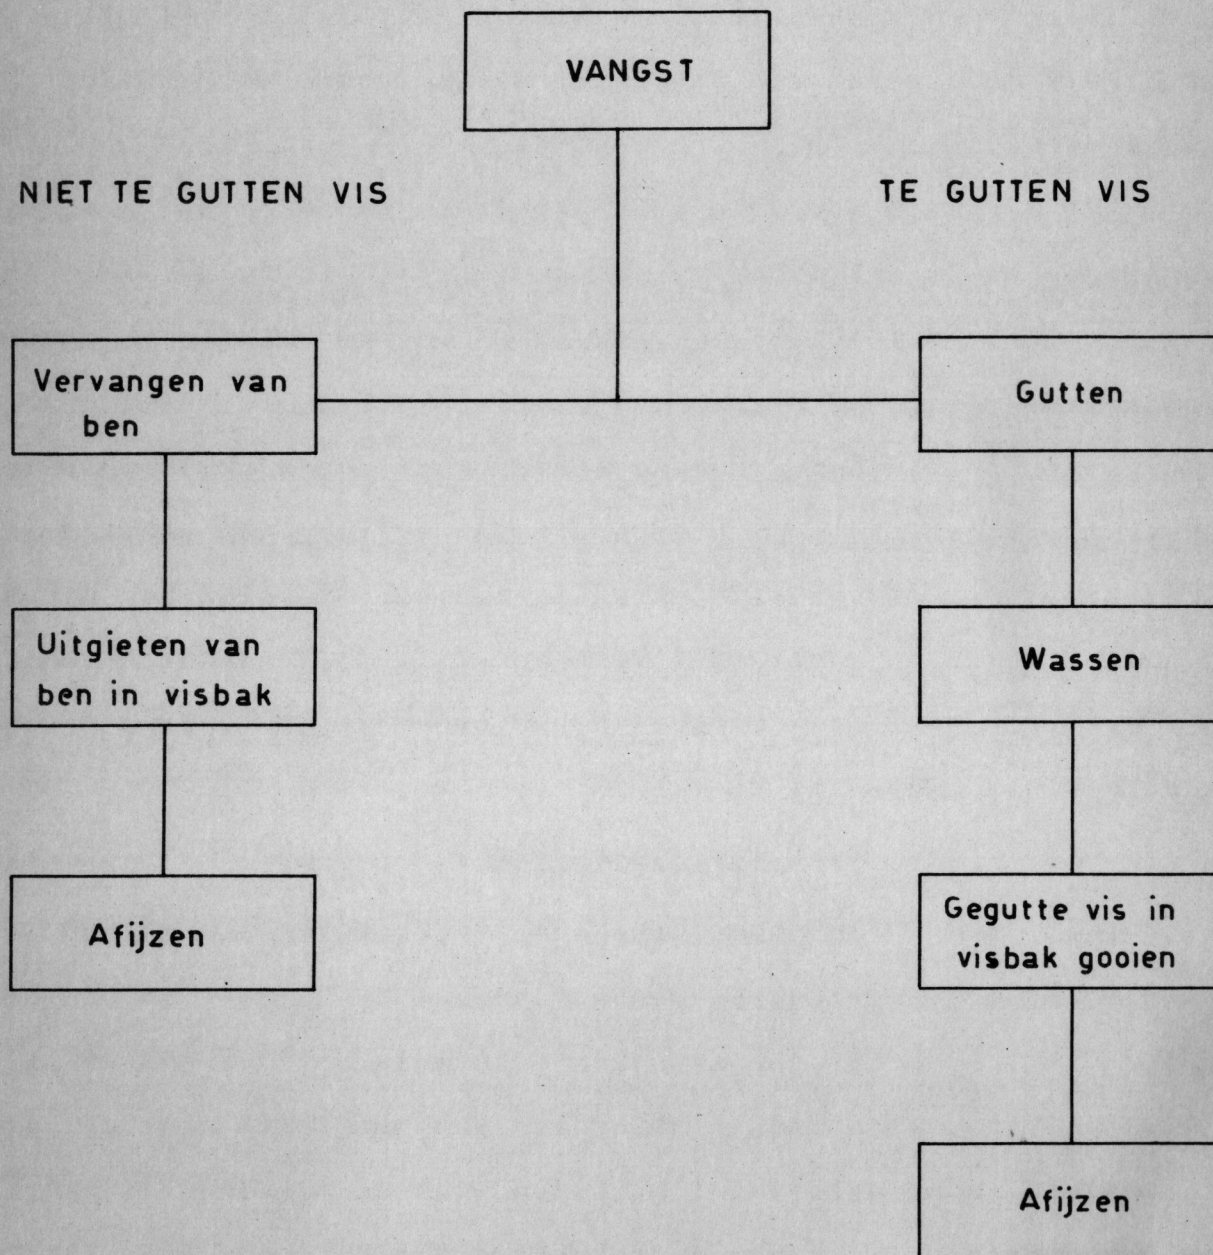 VANGST
NIET TE GUTTEN VIS
TE GUTTEN VIS
Vervangen van
ben
Gutten
Uitgieten van
ben in visbak
Wassen
Afijzen
Gegutte vis in
visbak gooien
Afijzen